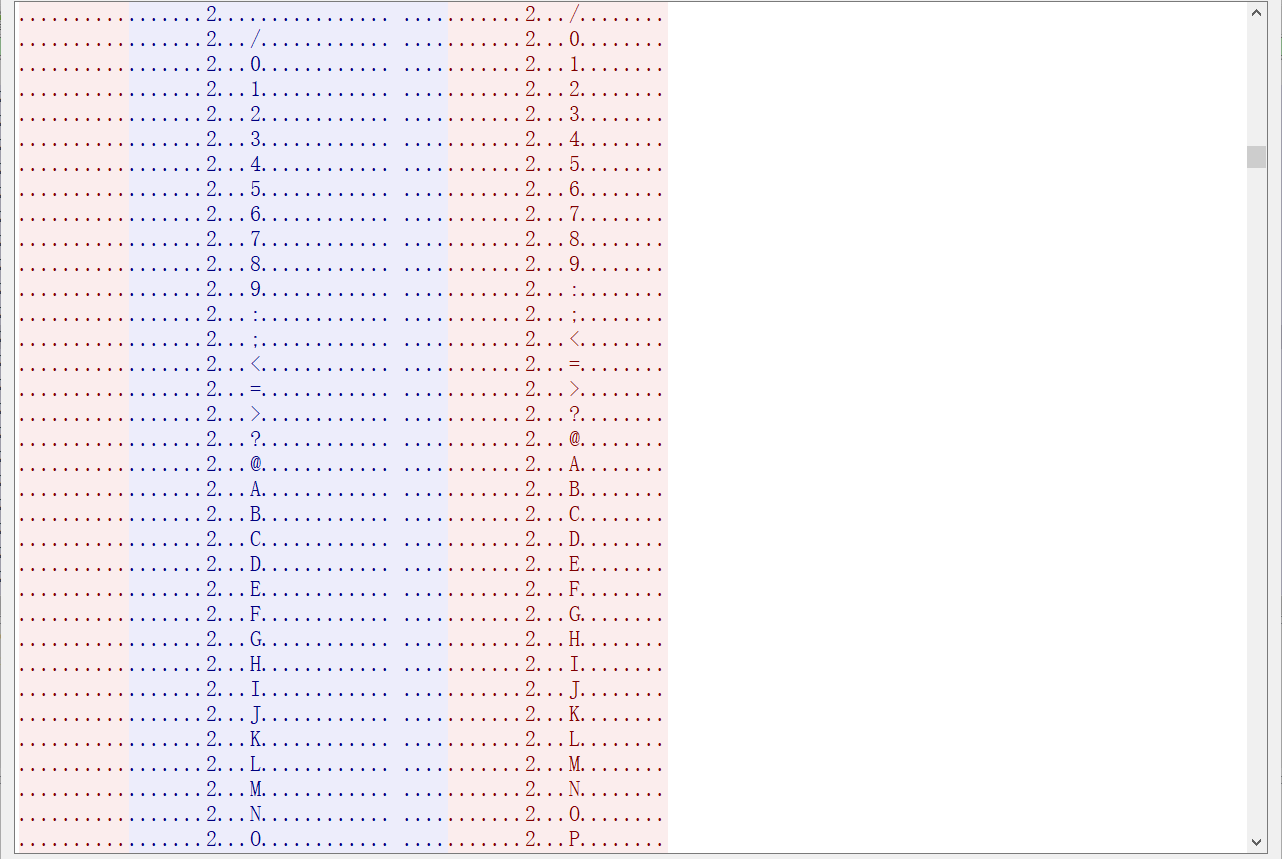 .................2................ ...........2.../........
.................2.../............ ...........2...0........
.................2...0............ ...........2...1........
.................2...1............ ...........2...2........
.................2...2............ ...........2...3........
.................2...3............ ...........2...4........
.................2...4............ ...........2...5........
.................2...5............ ...........2...6........
.................2...6............ ...........2...7........
.................2...7............ ...........2...8........
.................2...8............ ...........2...9........
.................2...9............ ...........2...:........
.................2...:............ ...........2...;........
.................2...;............ ...........2...<........
.................2...<............ ...........2...=........
.................2...=............ ...........2...>........
.................2...>............ ...........2...?........
.................2...?............ ...........2...@........
.................2...@............ ...........2...A........
.................2...A............ ...........2...B........
.................2...B............ ...........2...C........
.................2...C............ ...........2...D........
.................2...D............ ...........2...E........
.................2...E............ ...........2...F........
.................2...F............ ...........2...G........
.................2...G............ ...........2...H........
.................2...H............ ...........2...I........
.................2...I............ ...........2...J........
.................2...J............ ...........2...K........
.................2...K............ ...........2...L........
.................2...L............ ...........2...M........
.................2...M............ ...........2...N........
.................2...N............ ...........2...O........
.................2...O............ ...........2...P........